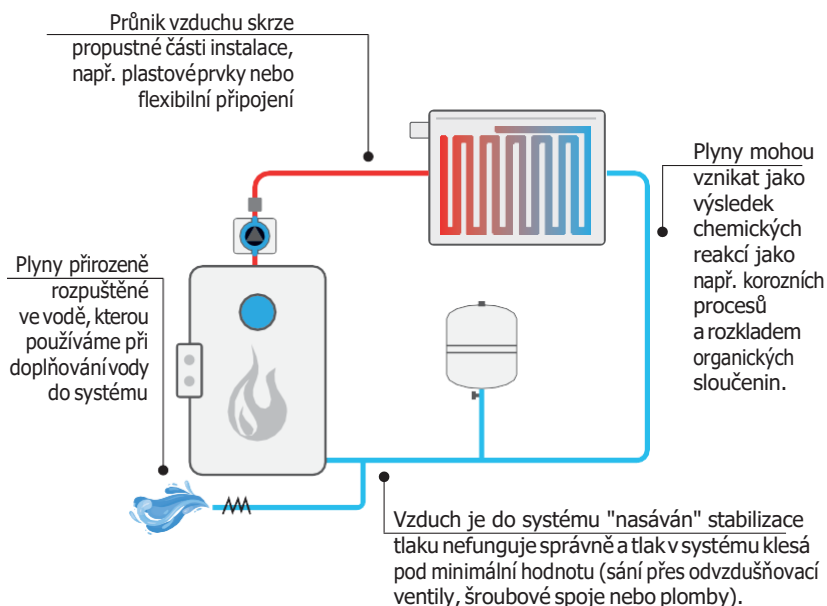 Průnik vzduchu skrze
propustné části instalace,
např. plastové prvky nebo
flexibilní připojení
Plyny mohou
vznikat jako
výsledek
chemických
reakcí jako
např. korozních
procesů
a rozkladem
organických
sloučenin.
Plyny přirozeně
rozpuštěné
ve vodě, kterou
používáme při
doplňování vody
do systému
Vzduch je do systému "nasáván" stabilizace
tlaku nefunguje správně a tlak v systému klesá
pod minimální hodnotu (sání přes odvzdušňovací
ventily, šroubové spoje nebo plomby).